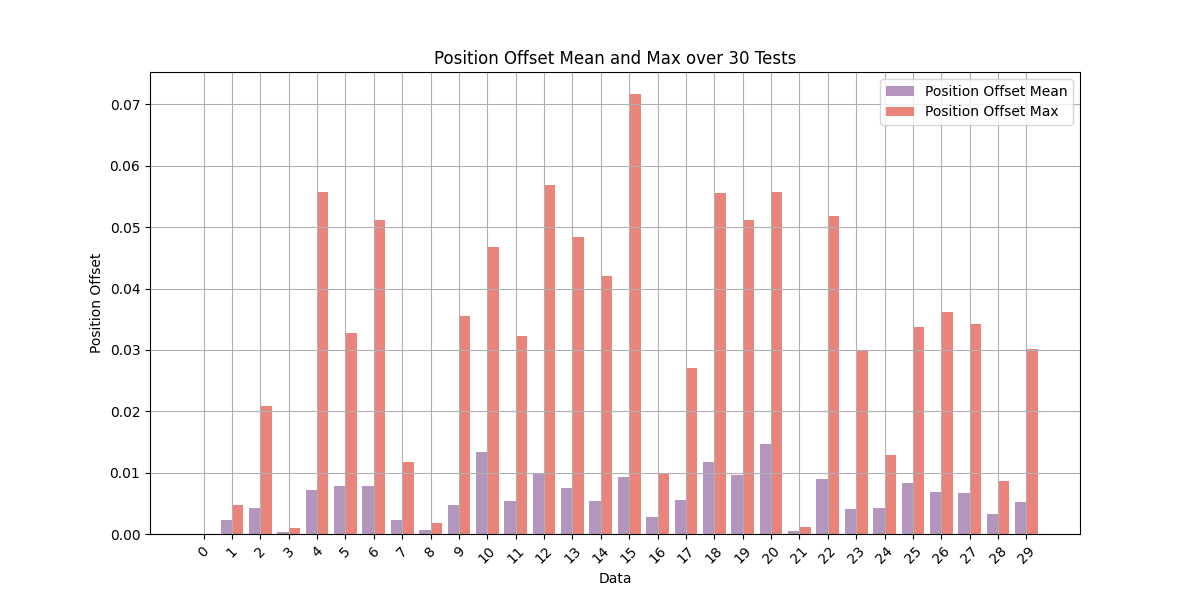 Position Offset Mean and Max over 30 Tests
Position Offset Mean
Position Offset Max
Position Offset
0.07
0.06
0.05
0.04
0.03
0.02
0.01
0.00
0 1 2 3 4 5 6 7 8 9 10 11 12 13 14 15 16 17 18 19 20 21 22 23 24 25 26 27 28 29
Data